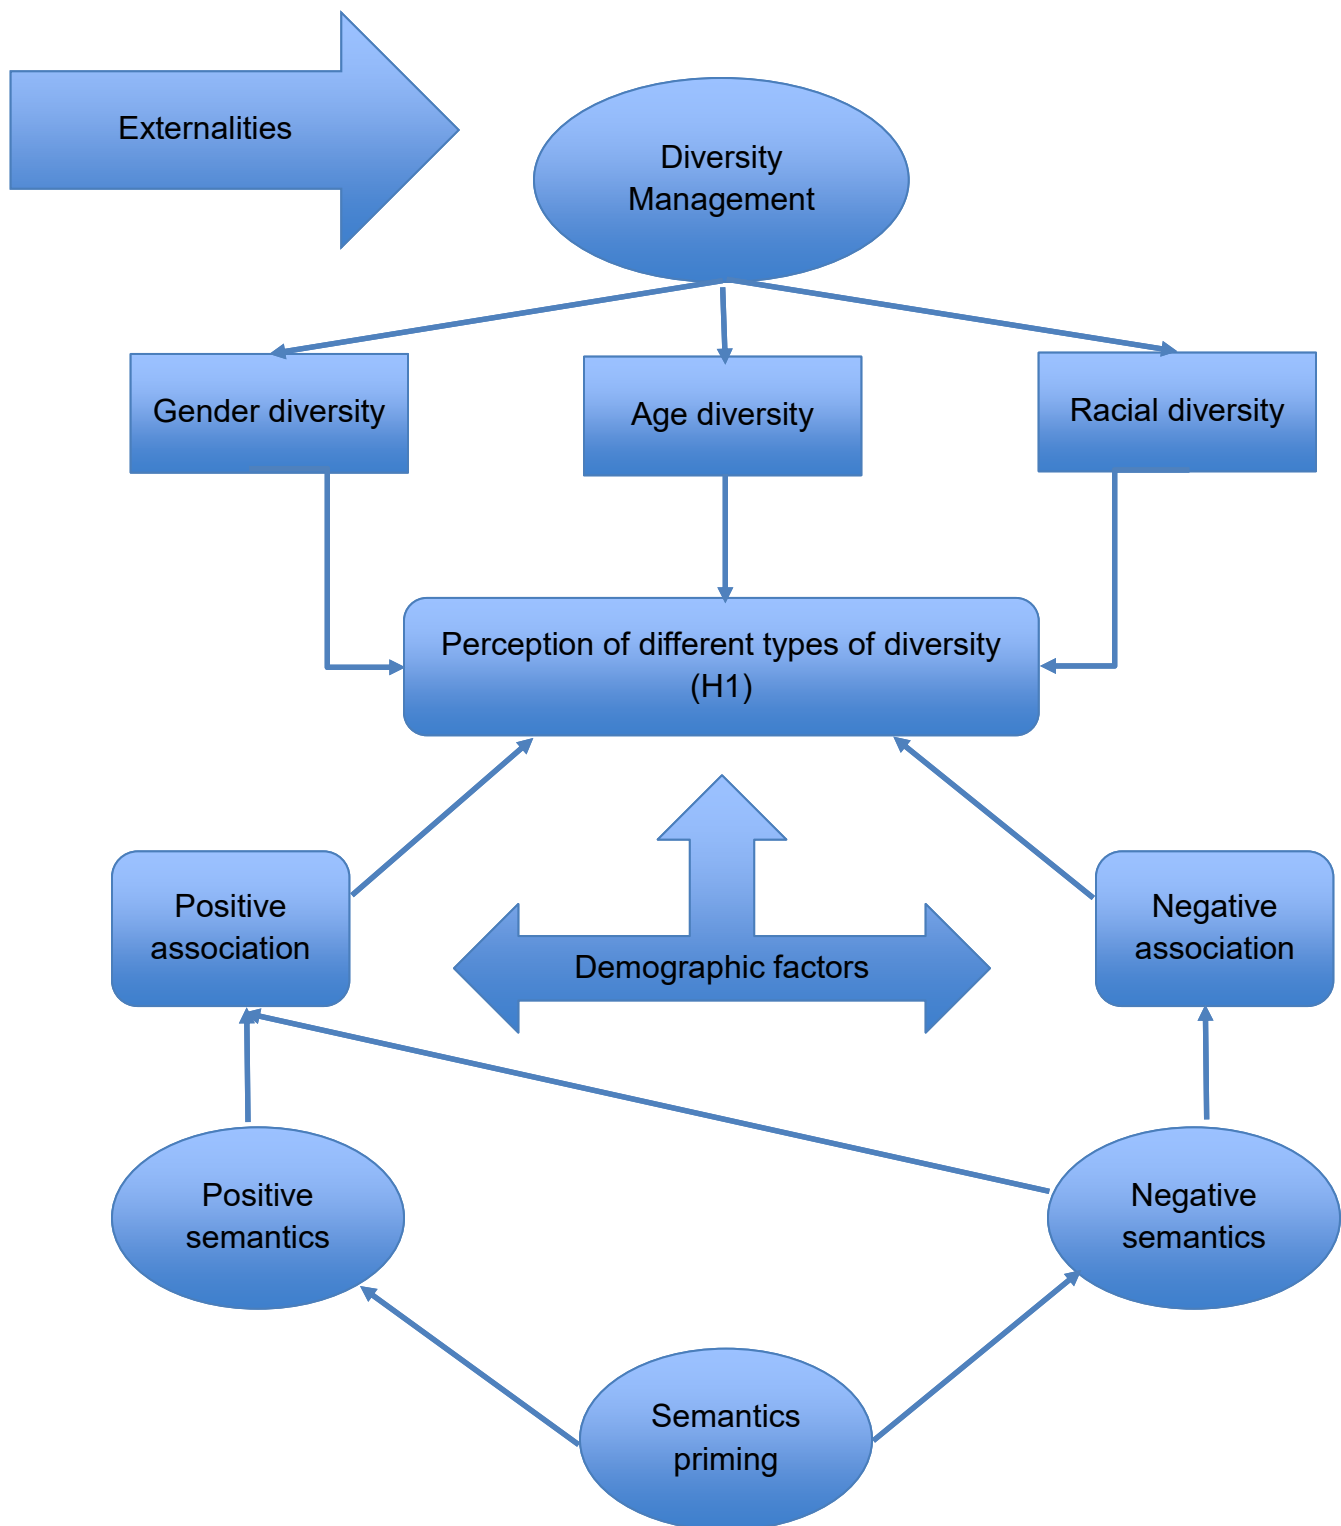 Externalities
Diversity
Management
Gender diversity
Age diversity
Racial diversity
Perception of different types of diversity
(H1)
Positive
association
Demographic factors
Negative
association
Positive
semantics
Negative
semantics
Semantics
priming